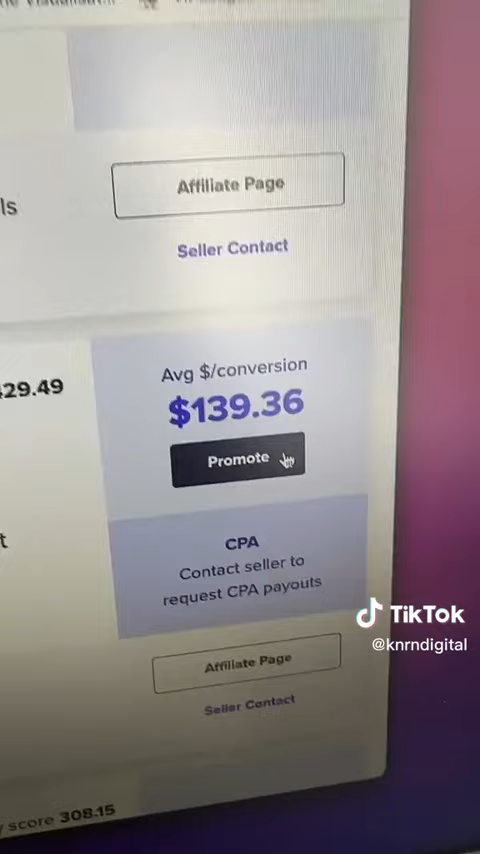 Affiliate Page
ls
Seller Contact
Avg $/conversion
29.49
$139.36
Promote
t
CPA
Contact seller to
request CPA payouts
TikTok
@knrndigital
Affiliate Page
Seller Contact
score 308.15